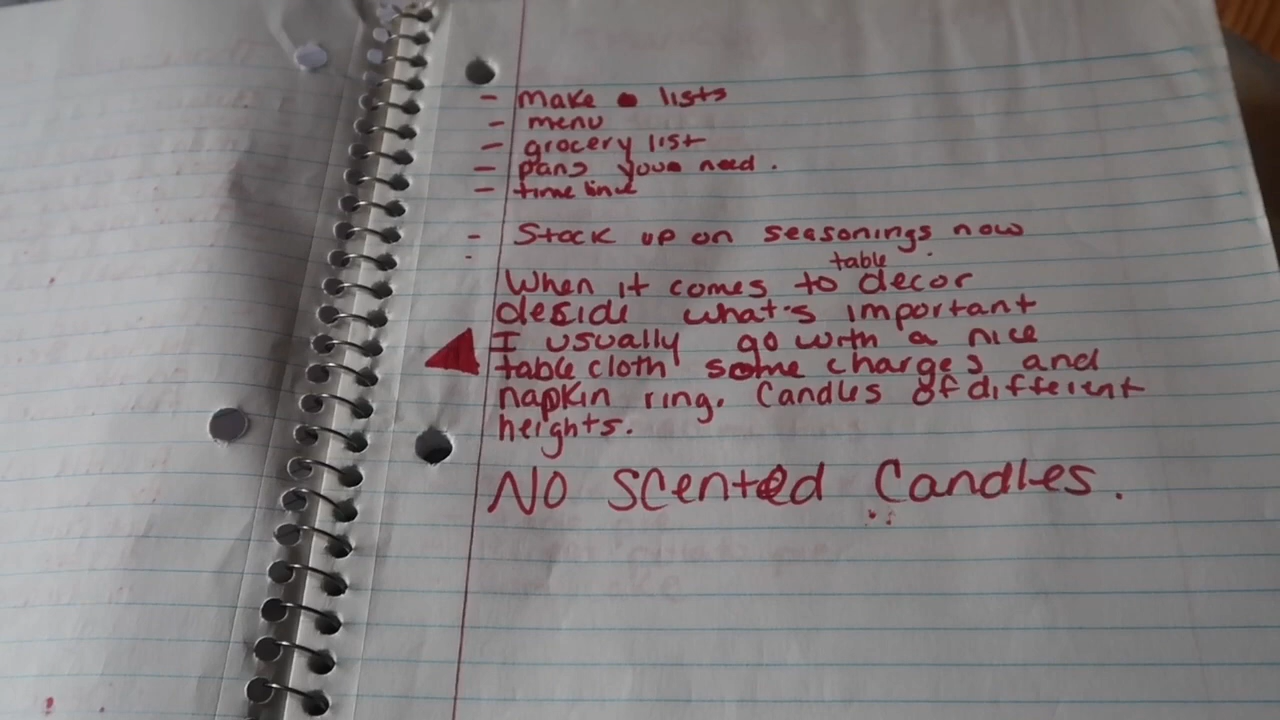 - make lists
- menu
- grocery list
- pans you need.
- time line
- Stock up on seasonings now
table
When it comes to decor
decide what's important
I usually go with a nice
table cloth some charges and
napkin ring. Candles of different
heights.
NO Scented Candles.